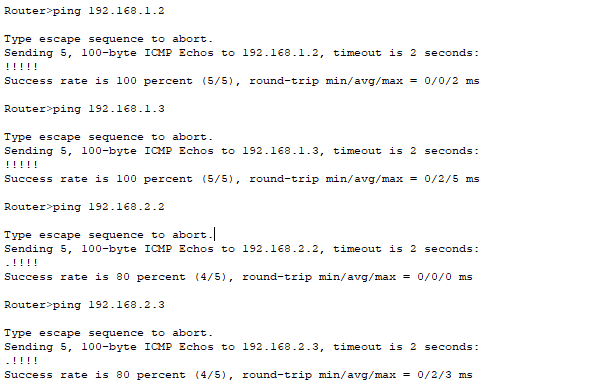 Router>ping 192.168.1.2
Type escape sequence to abort.
Sending 5, 100-byte ICMP Echos to 192.168.1.2, timeout is 2 seconds:
!!!!!
Success rate is 100 percent (5/5), round-trip min/avg/max = 0/0/2 ms
Router>ping 192.168.1.3
Type escape sequence to abort.
Sending 5, 100-byte ICMP Echos to 192.168.1.3, timeout is 2 seconds:
!!!!!
Success rate is 100 percent (5/5), round-trip min/avg/max = 0/2/5 ms
Router>ping 192.168.2.2
Type escape sequence to abort.
Sending 5, 100-byte ICMP Echos to 192.168.2.2, timeout is 2 seconds:
.!!!!
Success rate is 80 percent (4/5), round-trip min/avg/max = 0/0/0 ms
Router>ping 192.168.2.3
Type escape sequence to abort.
Sending 5, 100-byte ICMP Echos to 192.168.2.3, timeout is 2 seconds:
.!!!!
Success rate is 80 percent (4/5), round-trip min/avg/max = 0/2/3 ms